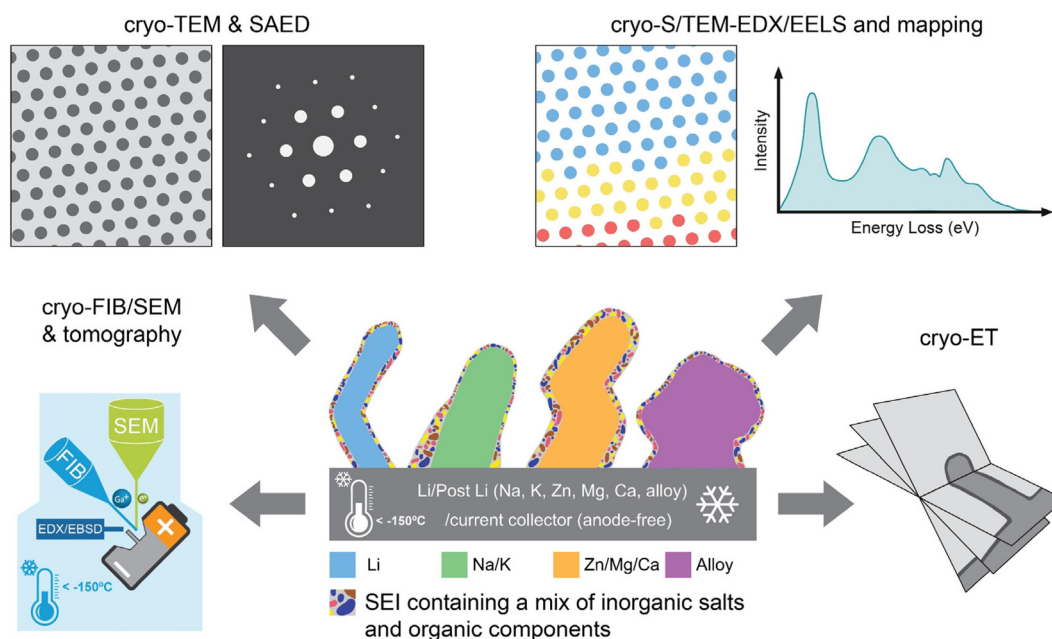 cryo-TEM & SAED
cryo-S/TEM-EDX/EELS and mapping
Intensity
Energy Loss (eV)
cryo-FIB/SEM
& tomography
cryo-ET
SEM
FIB
Ga+
e-
EDX/EBSD
< -150ºC
Li/Post Li (Na, K, Zn, Mg, Ca, alloy)
< -150ºC
/current collector (anode-free)
Li
Na/K
Zn/Mg/Ca
Alloy
SEI containing a mix of inorganic salts
and organic components